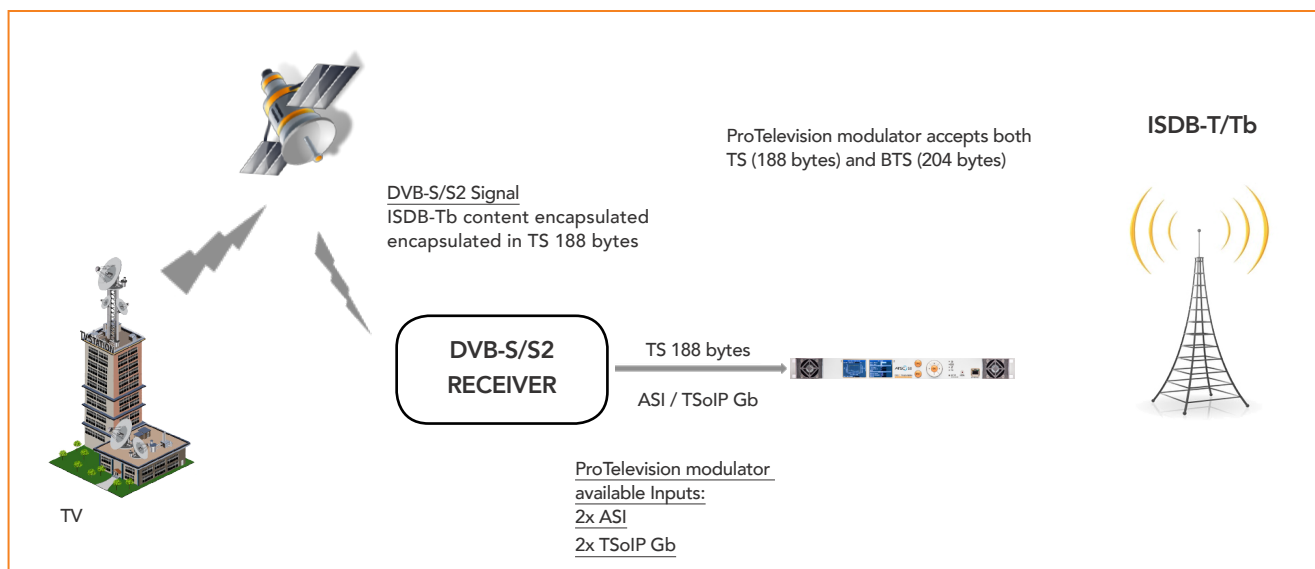 ProTelevision modulator accepts both
TS (188 bytes) and BTS (204 bytes)
ISDB-T/Tb
DVB-S/S2 Signal
ISDB-Tb content encapsulated
encapsulated in TS 188 bytes
TV STATION
DVB-S/S2
RECEIVER
TS 188 bytes
ASI / TSoIP Gb
ProTelevision modulator
available Inputs:
2x ASI
2x TSoIP Gb
TV